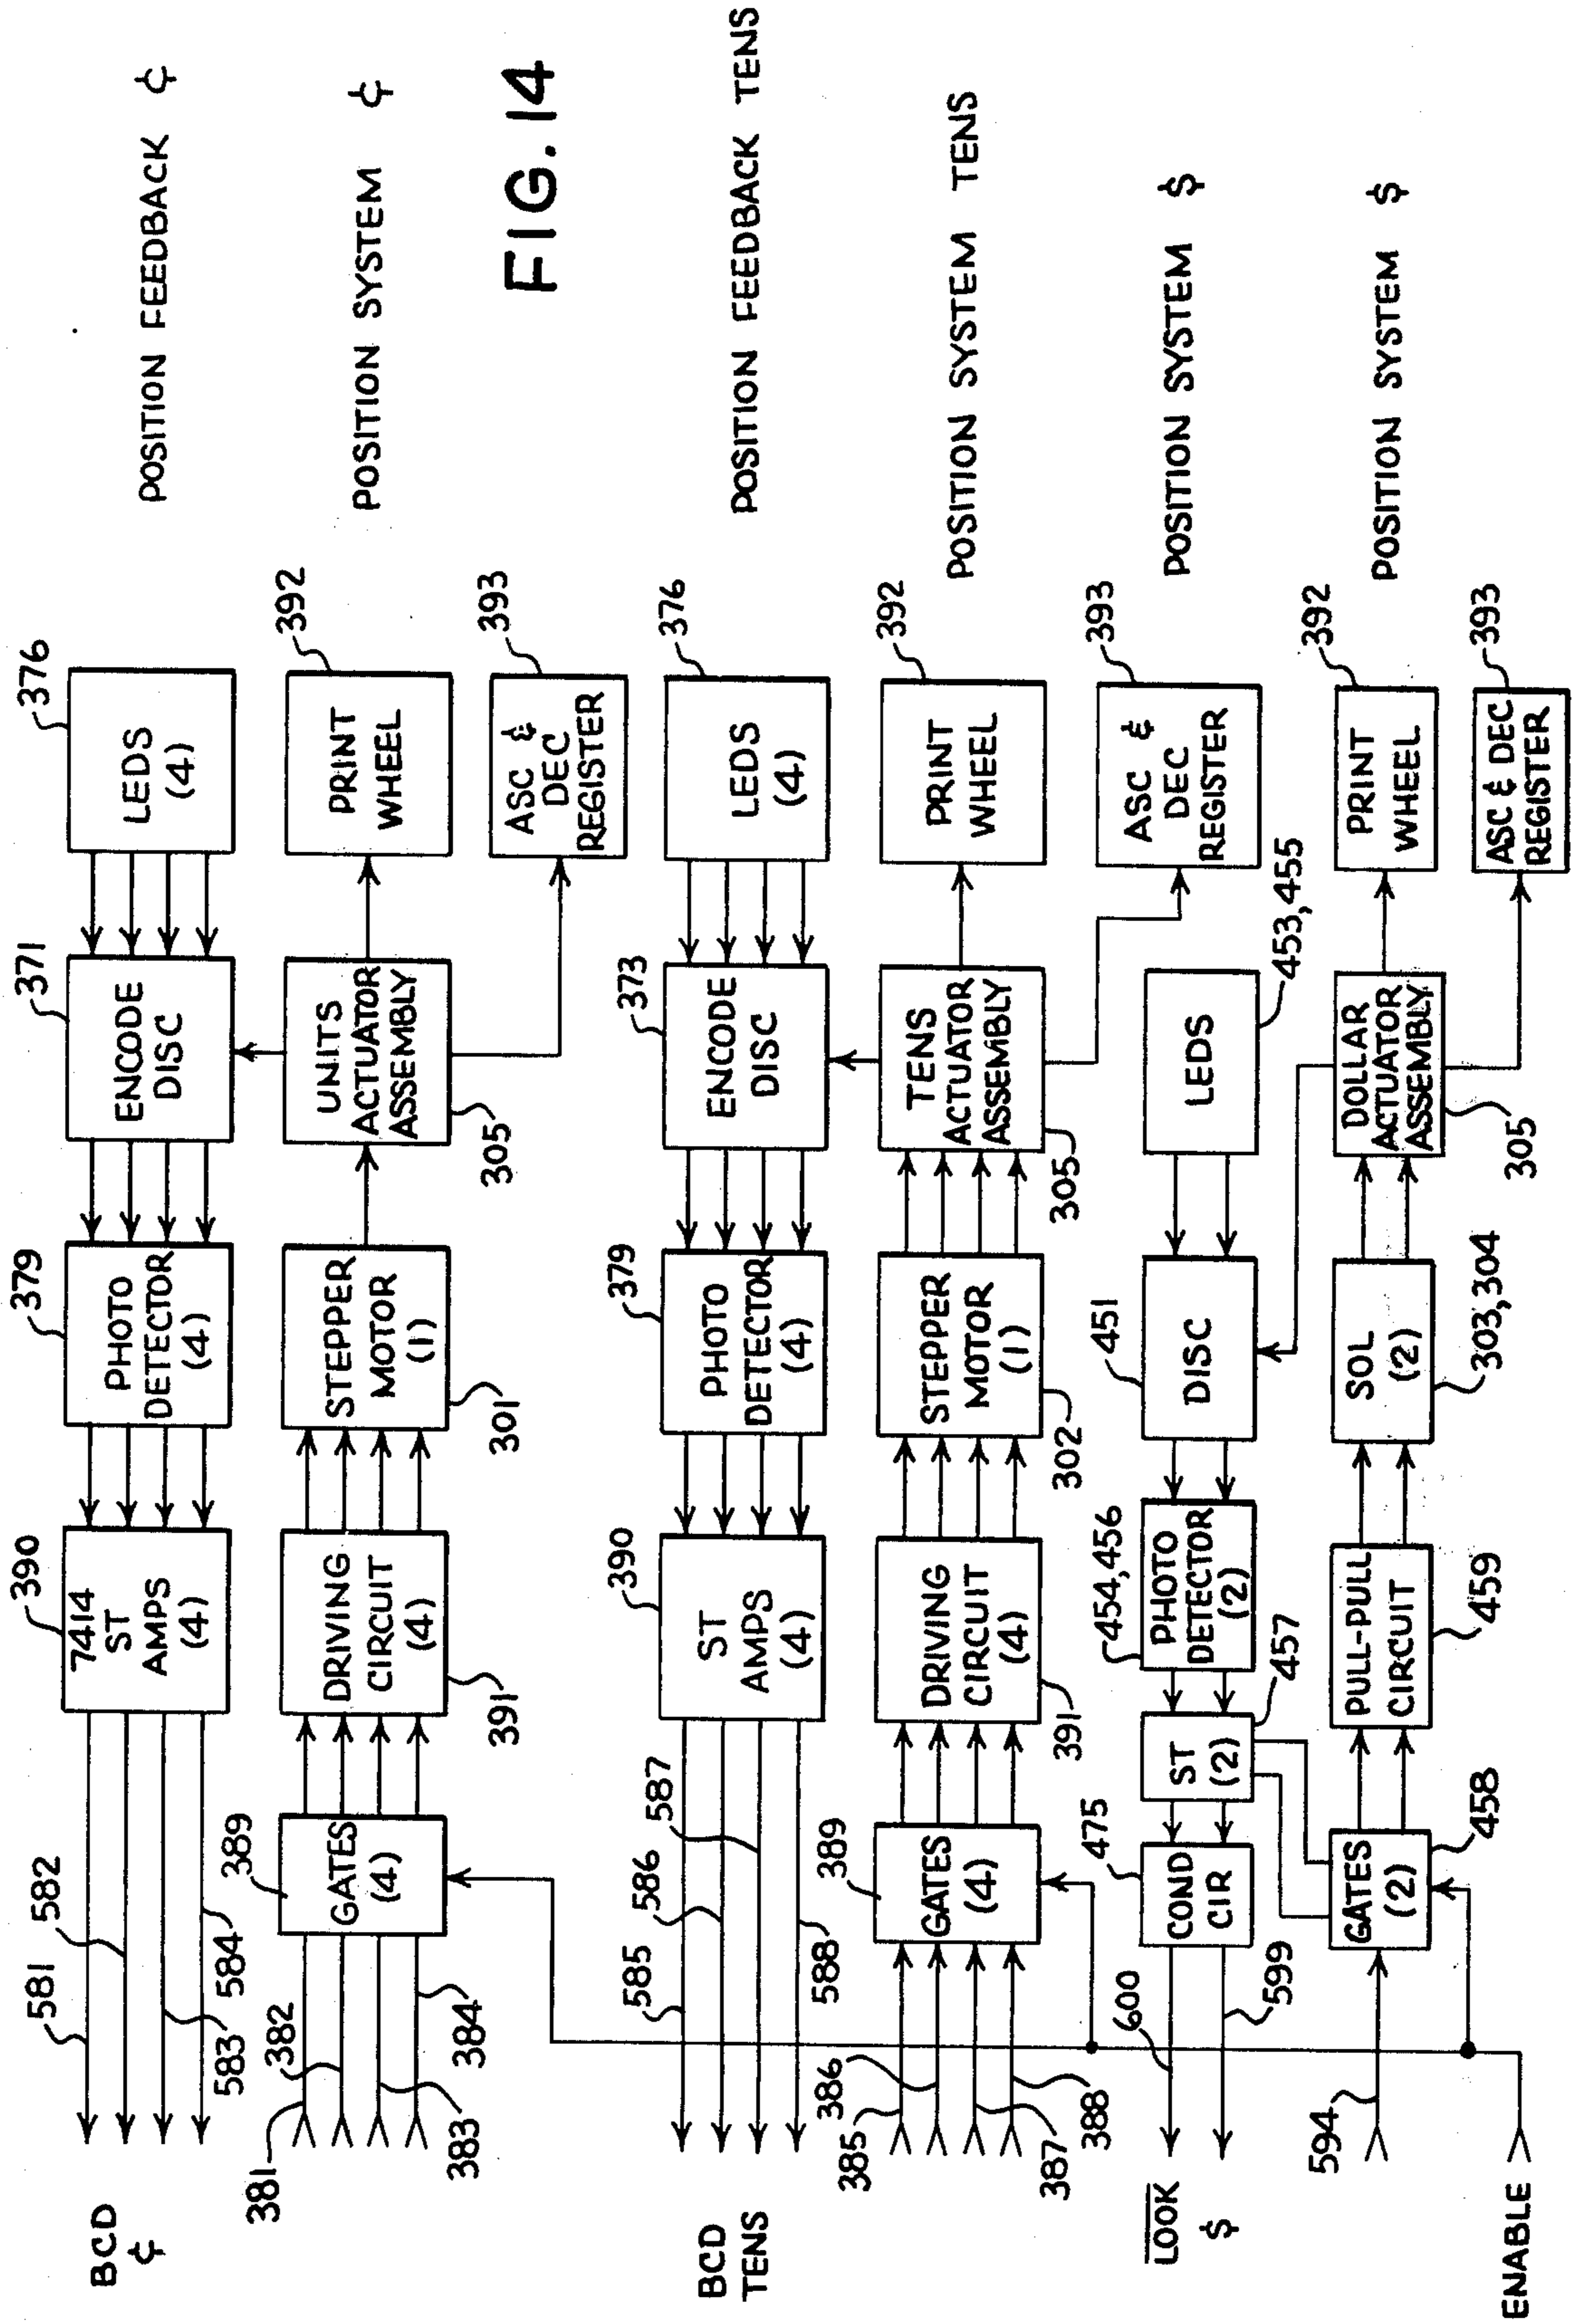 376
LEDS
(4)
371
ENCODE
DISC
379
PHOTO
DETECTOR
(4)
390
7414
ST
AMPS
(4)
581
582
583
584
BCD
¢
POSITION FEEDBACK ¢
392
PRINT
WHEEL
UNITS
ACTUATOR
ASSEMBLY
305
STEPPER
MOTOR
(1)
301
DRIVING
CIRCUIT
(4)
391
389
GATES
(4)
381
381
382
383
384
POSITION SYSTEM ¢
393
ASC &
DEC
REGISTER
FIG. 14
376
LEDS
(4)
373
ENCODE
DISC
379
PHOTO
DETECTOR
(4)
390
ST
AMPS
(4)
585
586
587
588
BCD
TENS
POSITION FEEDBACK TENS
392
PRINT
WHEEL
TENS
ACTUATOR
ASSEMBLY
305
STEPPER
MOTOR
(1)
302
DRIVING
CIRCUIT
(4)
391
389
GATES
(4)
385
386
387
388
POSITION SYSTEM TENS
393
ASC &
DEC
REGISTER
453,455
LEDS
451
DISC
454,456
PHOTO
DETECTOR
(2)
457
ST
(2)
475
COND
CIR
600
599
LOOK
$
POSITION SYSTEM $
392
PRINT
WHEEL
393
ASC & DEC
REGISTER
DOLLAR
ACTUATOR
ASSEMBLY
305
SOL
(2)
303,304
PULL-PULL
CIRCUIT
459
GATES
(2)
458
594
ENABLE
POSITION SYSTEM $